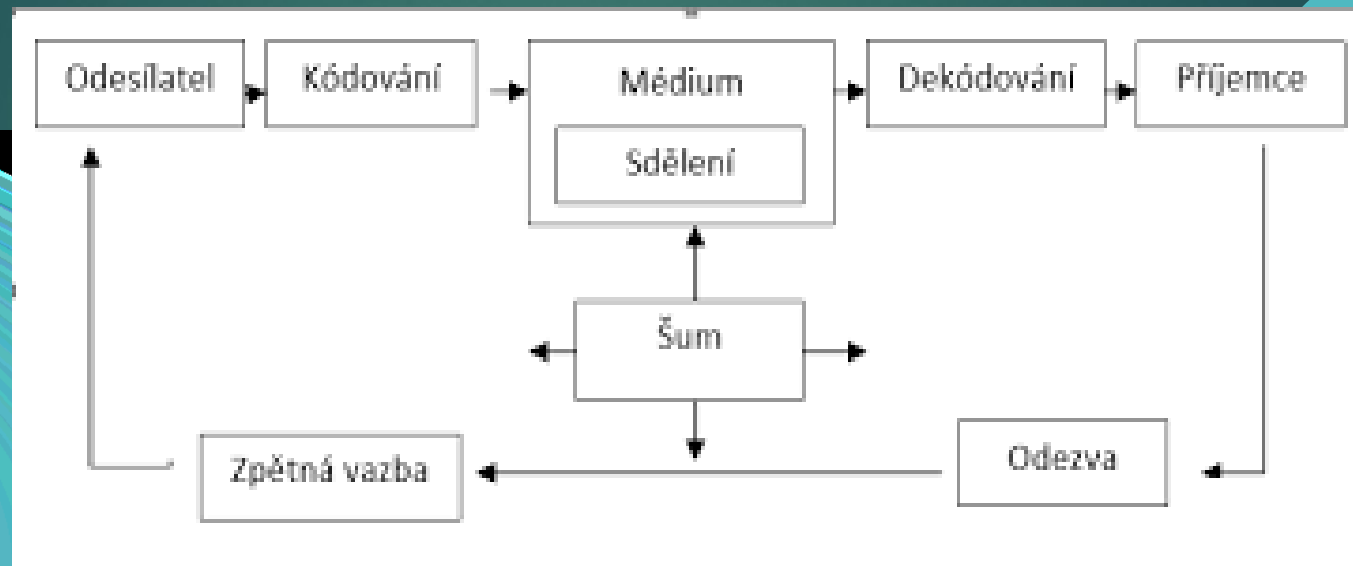 Odesílatel
Kódování
Médium
Dekódování
Příjemce
Sdělení
Šum
Zpětná vazba
Odezva